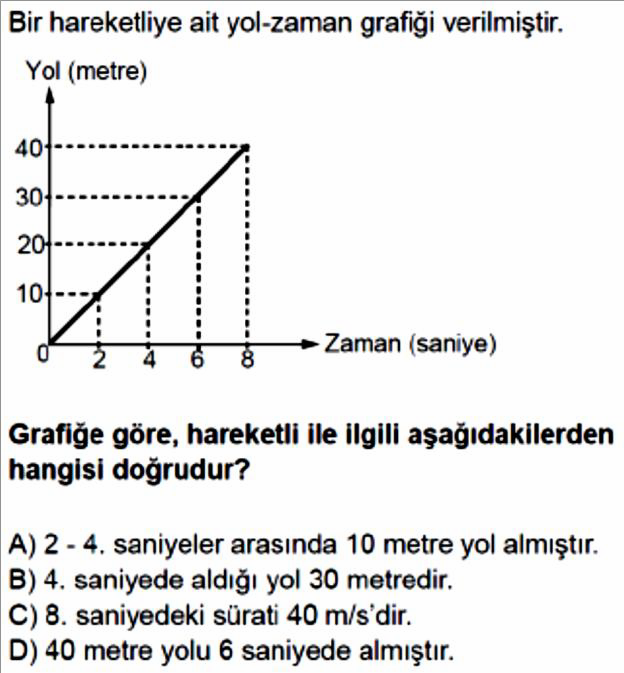 Bir hareketliye ait yol-zaman grafiği verilmiştir.
Yol (metre)
40
30
20
10
0
2 4 6 8
Zaman (saniye)
Grafiğe göre, hareketli ile ilgili aşağıdakilerden
hangisi doğrudur?
A) 2 - 4. saniyeler arasında 10 metre yol almıştır.
B) 4. saniyede aldığı yol 30 metredir.
C) 8. saniyedeki sürati 40 m/s'dir.
D) 40 metre yolu 6 saniyede almıştır.